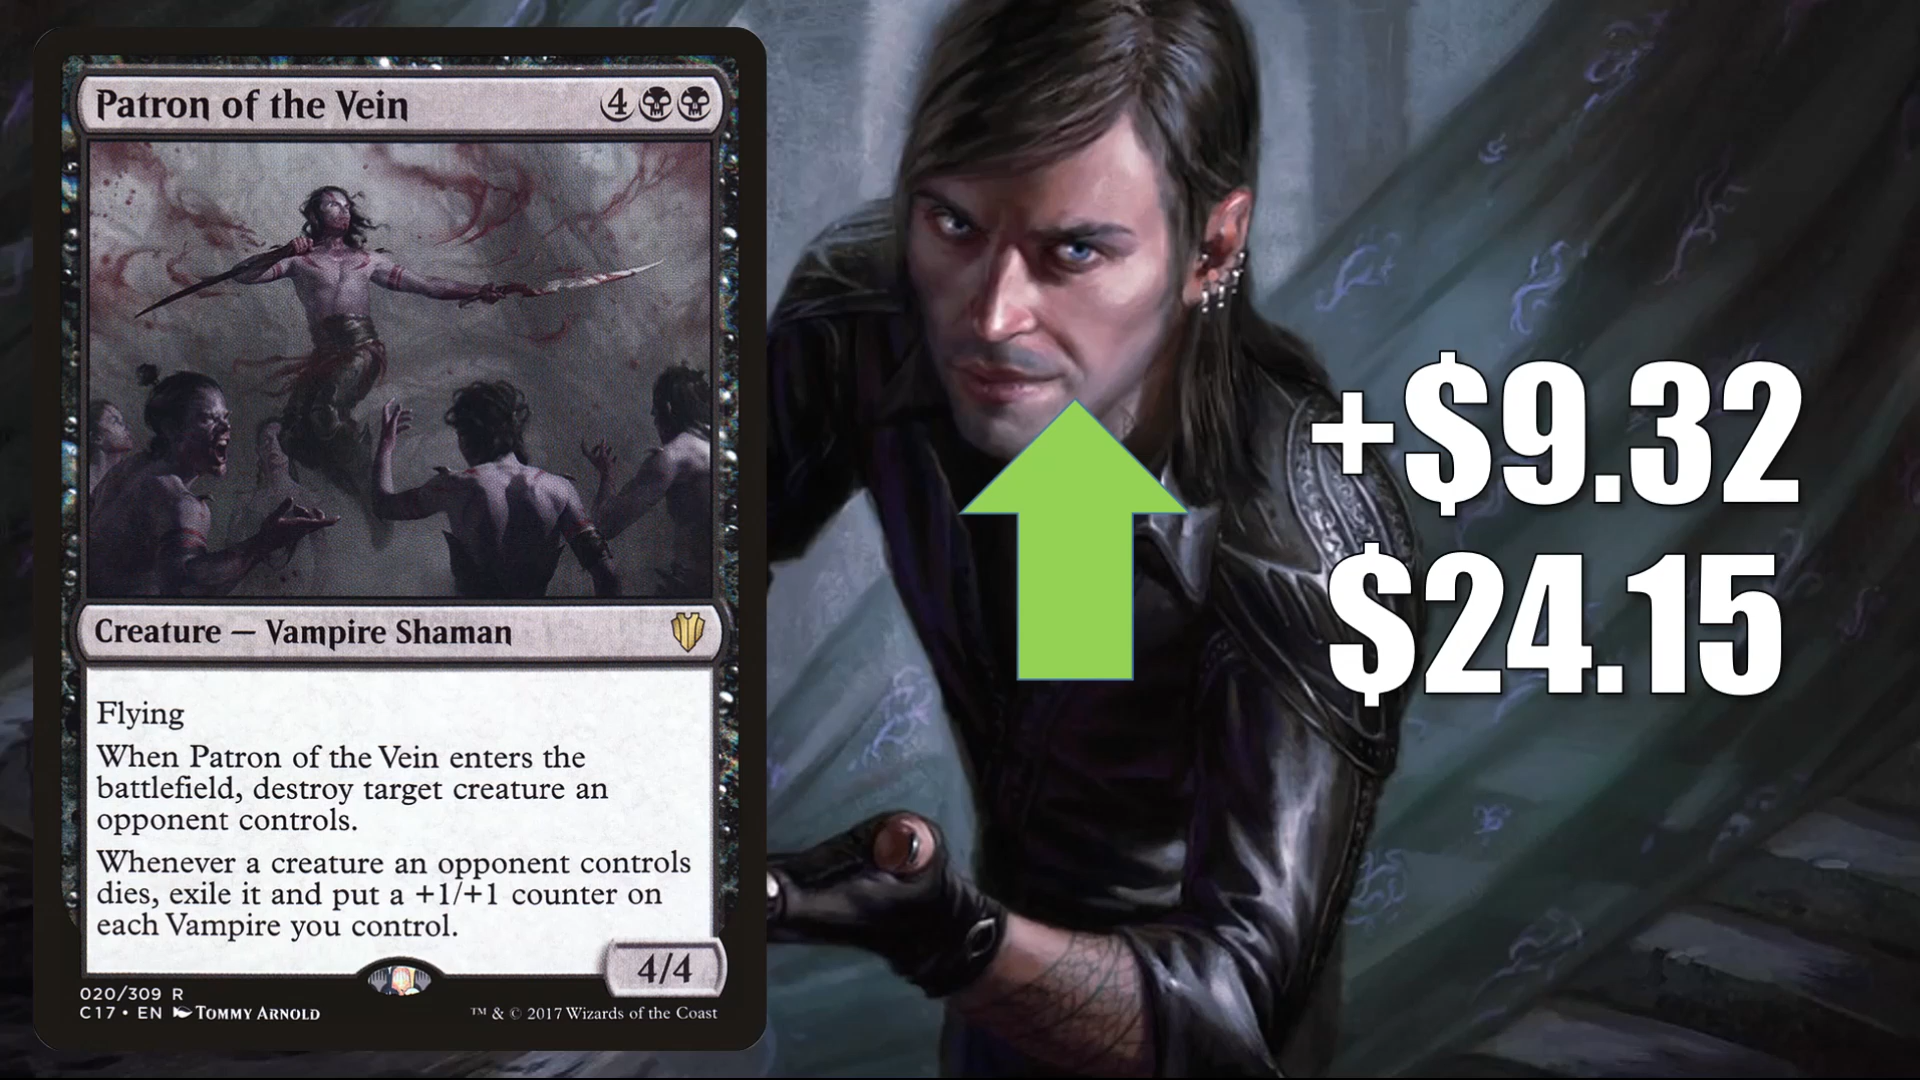 Patron of the Vein
4
Creature — Vampire Shaman
Flying
When Patron of the Vein enters the
battlefield, destroy target creature an
opponent controls.
Whenever a creature an opponent controls
dies, exile it and put a +1/+1 counter on
each Vampire you control.
4/4
020/309 R
C17 • EN TOMMY ARNOLD
™ & © 2017 Wizards of the Coast
+$9.32
$24.15